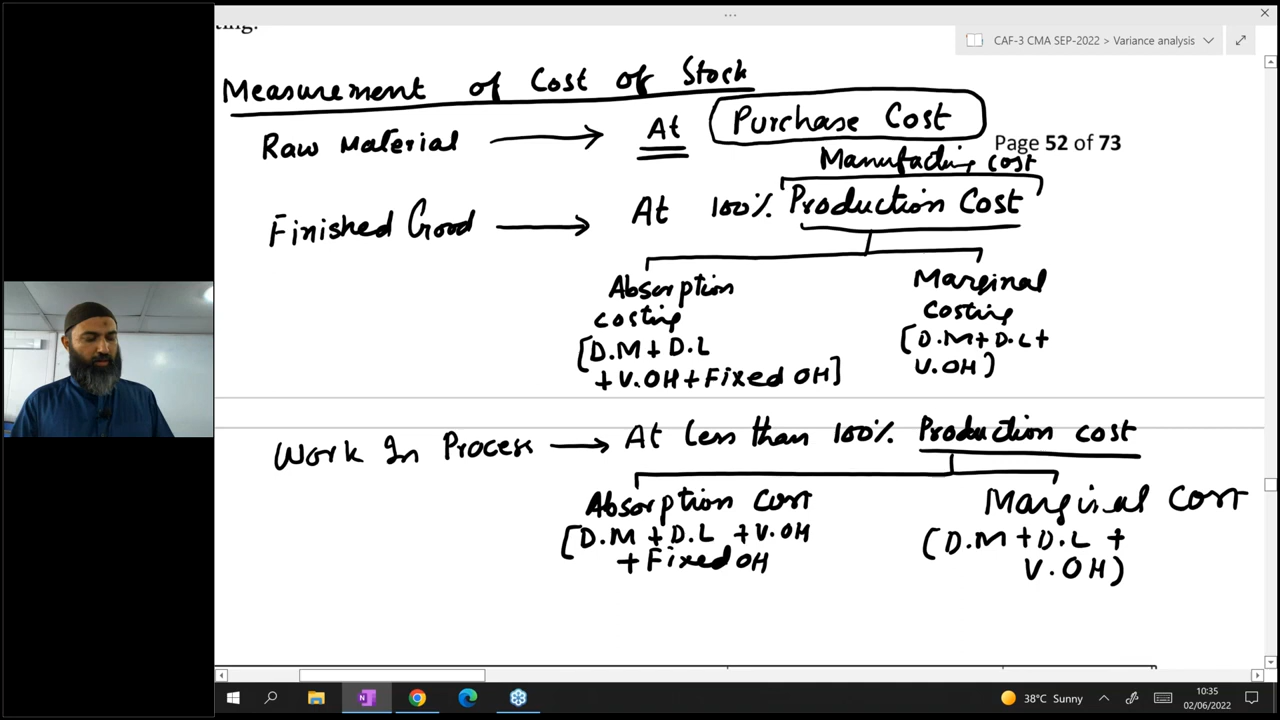 ting.
CAF-3 CMA SEP-2022 > Variance analysis
Measurement of Cost of Stock
Raw Material → At Purchase Cost
Page 52 of 73
Manufacting cost
Finished Good → At 100% Production Cost
Absorption costing
[D.M + D.L
+ V.OH + Fixed OH]
Marginal costing
(D.M + D.L +
V.OH)
Work In Process → At less than 100% Production cost
Absorption cost
[D.M + D.L + V.OH
+ Fixed OH
Marginal Cost
(D.M + D.L +
V.OH)
38°C Sunny
10:35
02/06/2022